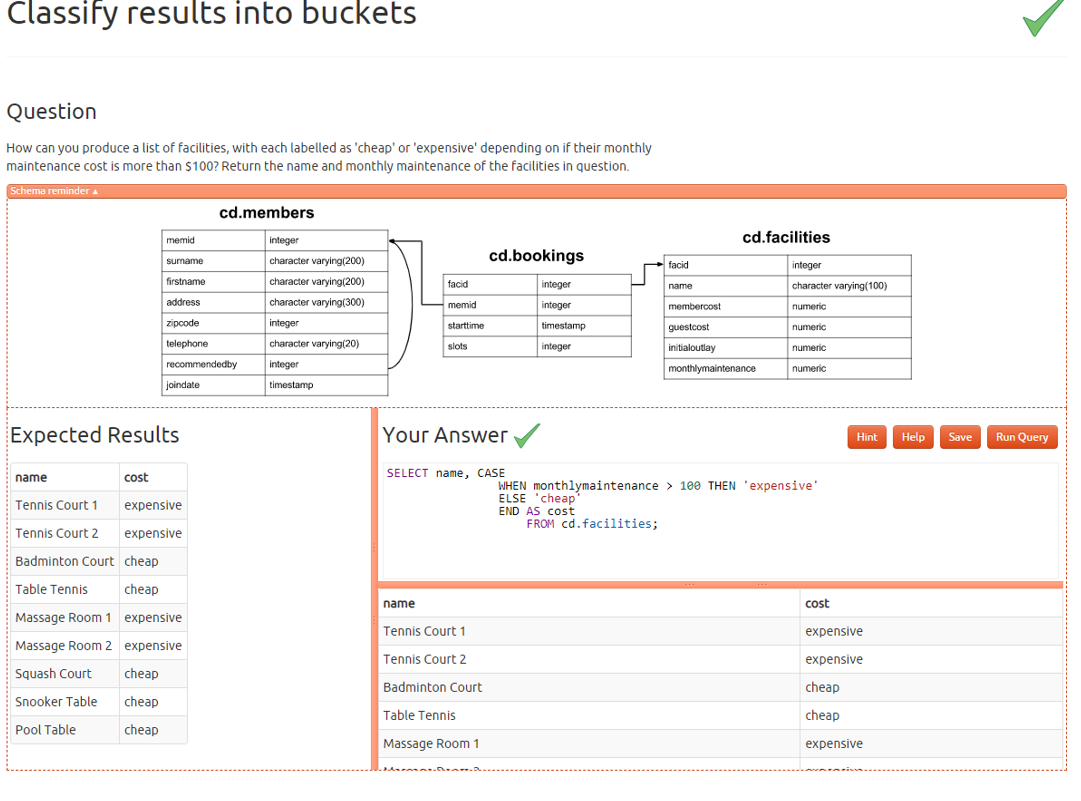 Classify results into buckets
Question
How can you produce a list of facilities, with each labelled as 'cheap' or 'expensive' depending on if their monthly
maintenance cost is more than $100? Return the name and monthly maintenance of the facilities in question.
Schema reminder ▴
cd.members
memid integer
surname character varying(200)
firstname character varying(200)
address character varying(300)
zipcode integer
telephone character varying(20)
recommendedby integer
joindate timestamp
cd.bookings
facid integer
memid integer
starttime timestamp
slots integer
cd.facilities
facid integer
name character varying(100)
membercost numeric
guestcost numeric
initialoutlay numeric
monthlymaintenance numeric
Expected Results
name cost
Tennis Court 1 expensive
Tennis Court 2 expensive
Badminton Court cheap
Table Tennis cheap
Massage Room 1 expensive
Massage Room 2 expensive
Squash Court cheap
Snooker Table cheap
Pool Table cheap
Your Answer
Hint Help Save Run Query
SELECT name, CASE
WHEN monthlymaintenance > 100 THEN 'expensive'
ELSE 'cheap'
END AS cost
FROM cd.facilities;
name cost
Tennis Court 1 expensive
Tennis Court 2 expensive
Badminton Court cheap
Table Tennis cheap
Massage Room 1 expensive